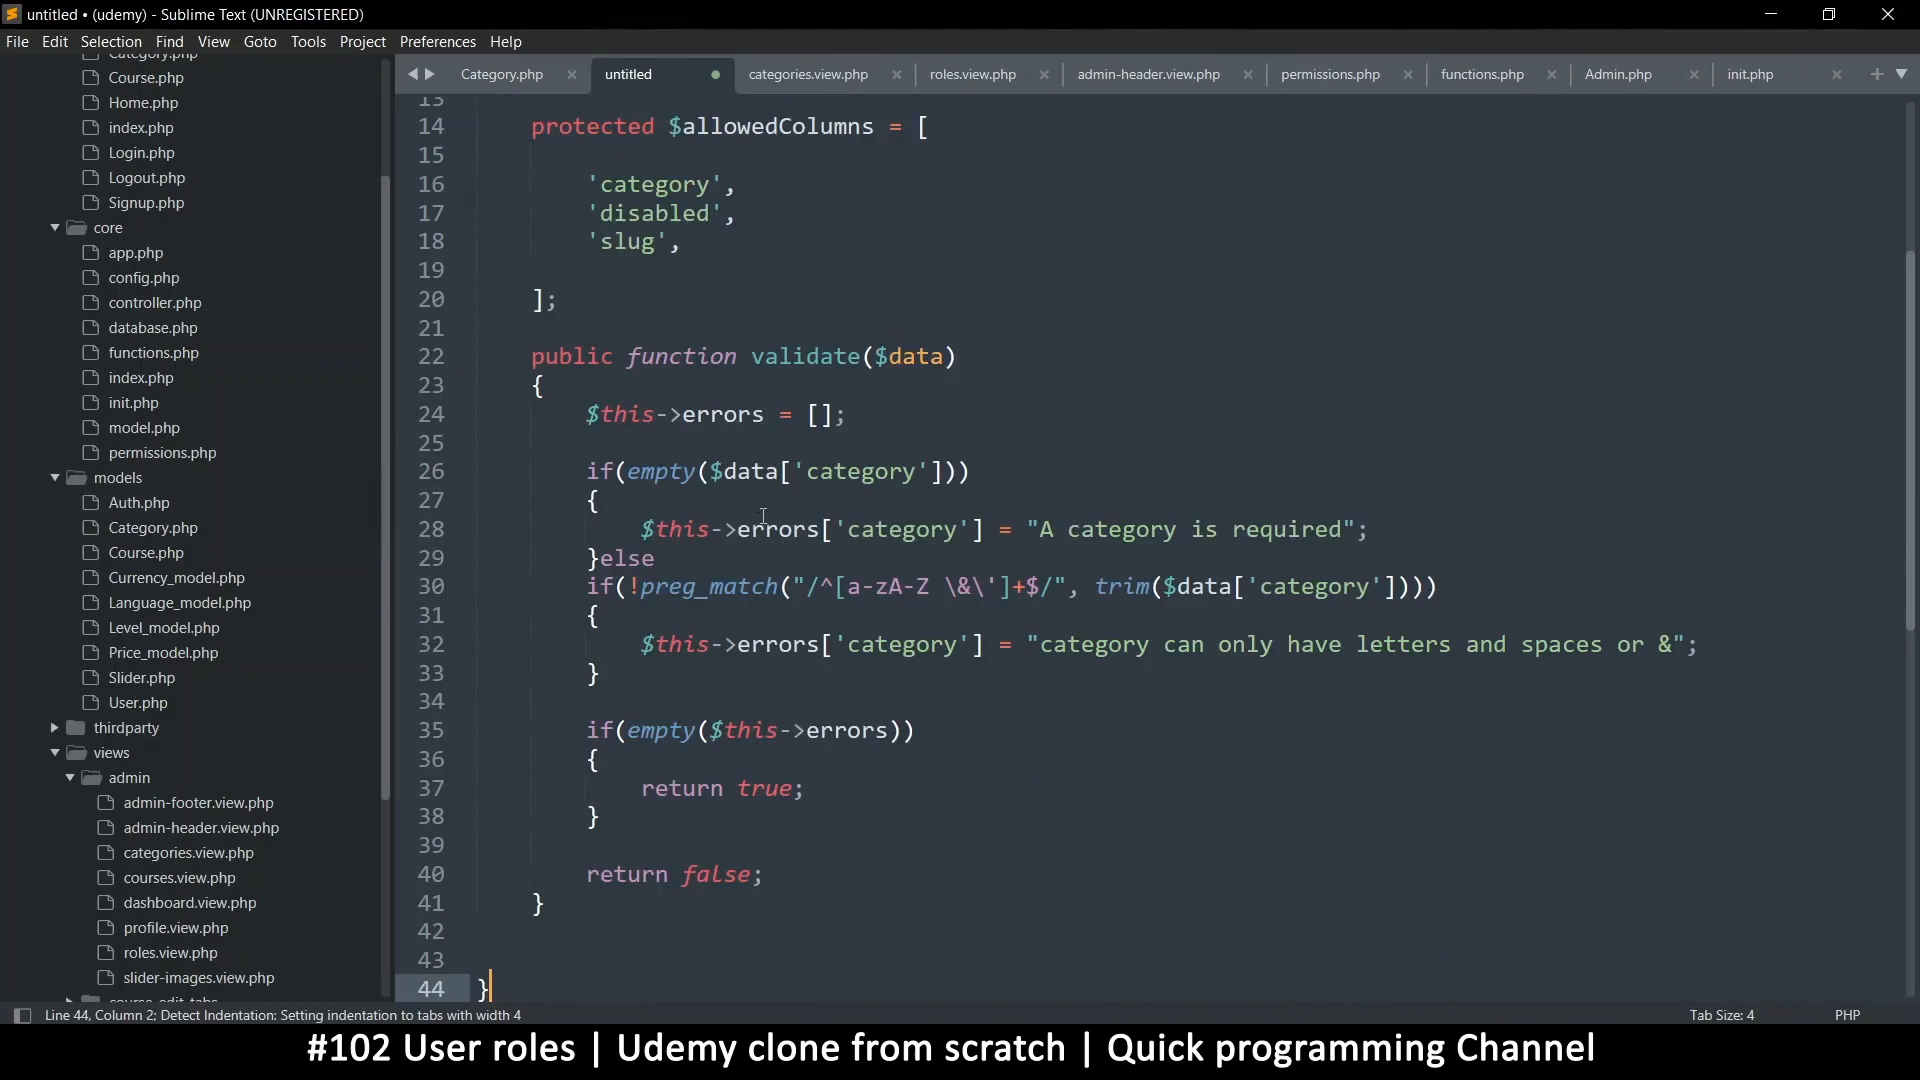 untitled • (udemy) - Sublime Text (UNREGISTERED)
File Edit Selection Find View Goto Tools Project Preferences Help
Category.php
Course.php
Home.php
index.php
Login.php
Logout.php
Signup.php
core
app.php
config.php
controller.php
database.php
functions.php
index.php
init.php
model.php
permissions.php
models
Auth.php
Category.php
Course.php
Currency_model.php
Language_model.php
Level_model.php
Price_model.php
Slider.php
User.php
thirdparty
views
admin
admin-footer.view.php
admin-header.view.php
categories.view.php
courses.view.php
dashboard.view.php
profile.view.php
roles.view.php
slider-images.view.php
course-edit-tabs
Category.php untitled categories.view.php roles.view.php admin-header.view.php permissions.php functions.php Admin.php init.php
13
14 protected $allowedColumns = [
15
16 'category',
17 'disabled',
18 'slug',
19
20 ];
21
22 public function validate($data)
23 {
24 $this->errors = [];
25
26 if(empty($data['category']))
27 {
28 $this->errors['category'] = "A category is required";
29 }else
30 if(!preg_match("/^[a-zA-Z \&\']+$/", trim($data['category'])))
31 {
32 $this->errors['category'] = "category can only have letters and spaces or &";
33 }
34
35 if(empty($this->errors))
36 {
37 return true;
38 }
39
40 return false;
41 }
42
43
44 }
Line 44, Column 2; Detect Indentation: Setting indentation to tabs with width 4 Tab Size: 4 PHP
#102 User roles | Udemy clone from scratch | Quick programming Channel